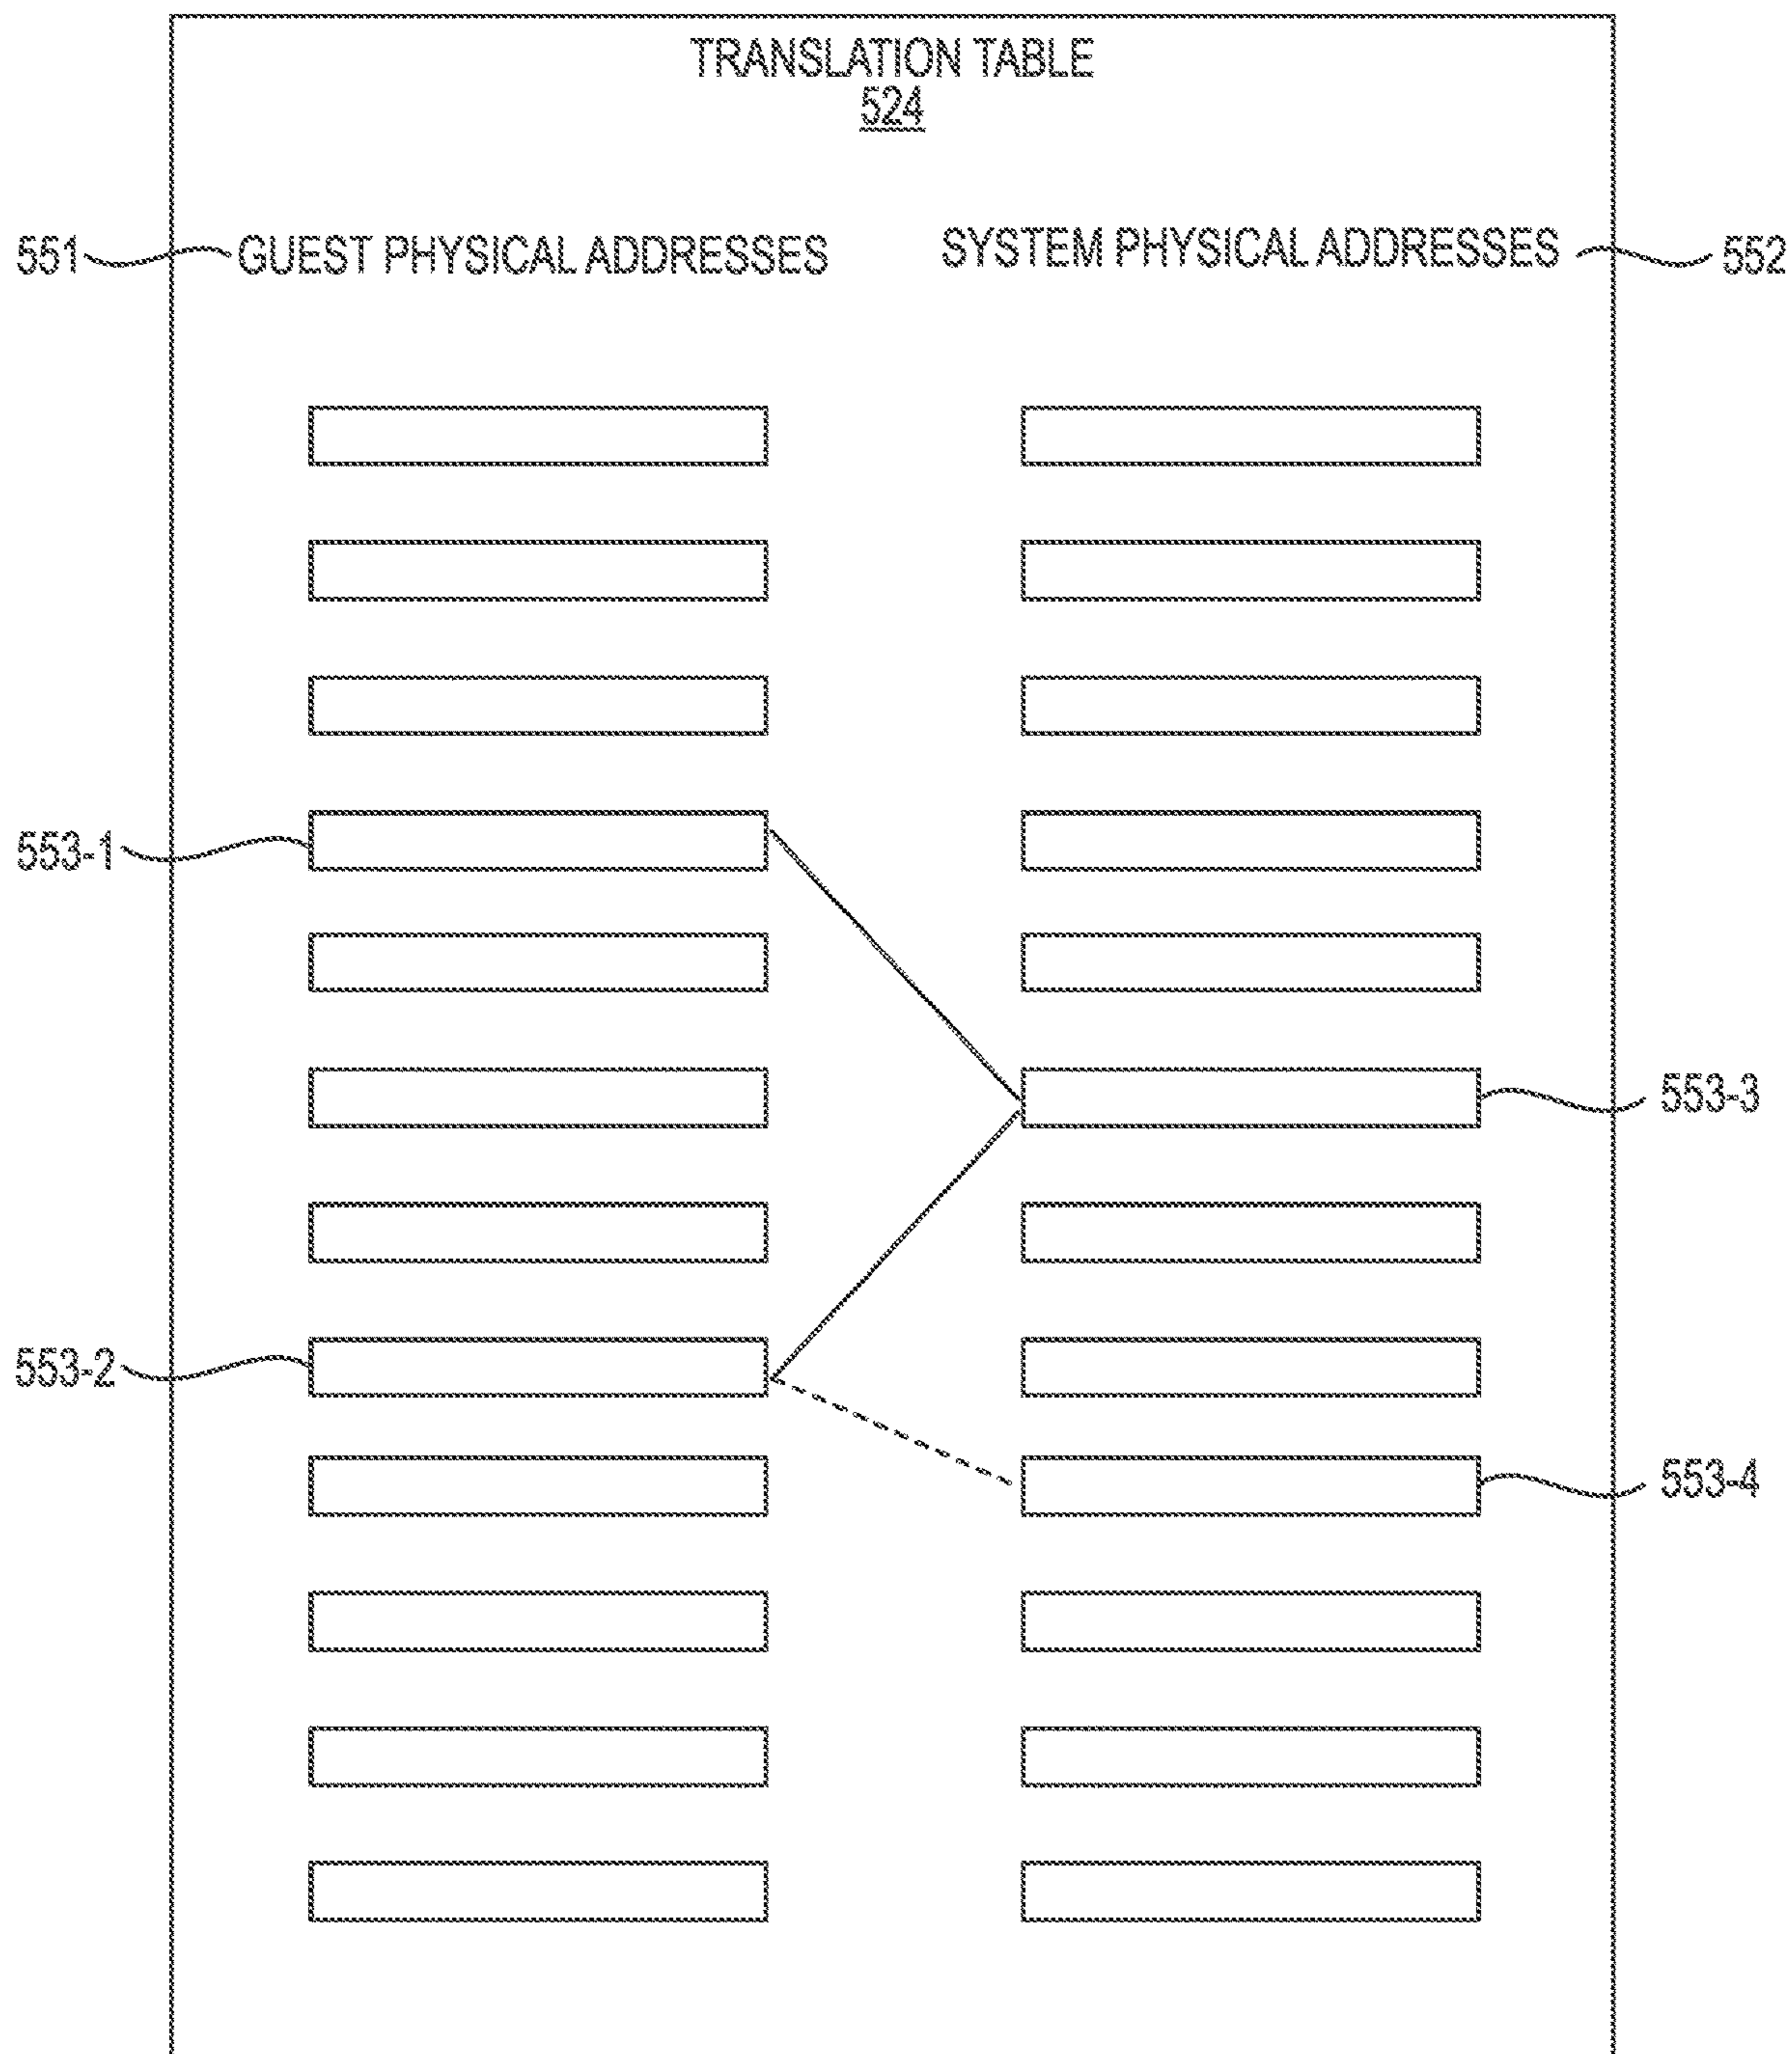 TRANSLATION TABLE
524
551 GUEST PHYSICAL ADDRESSES SYSTEM PHYSICAL ADDRESSES 552
553-1
553-3
553-2
553-4